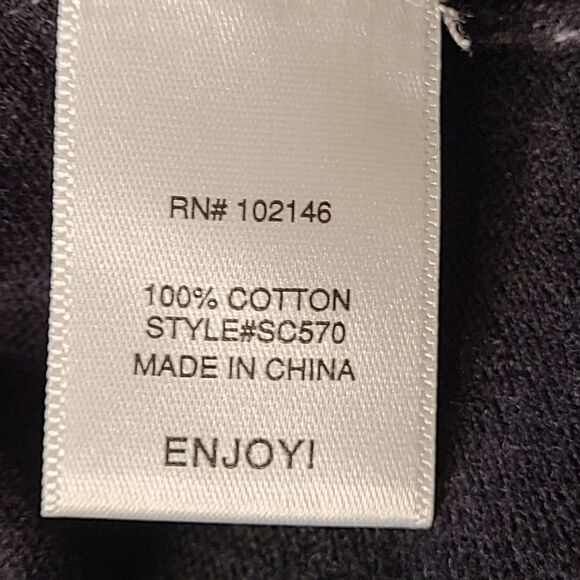 RN# 102146
100% COTTON
STYLE#SC570
MADE IN CHINA
ENJOY!